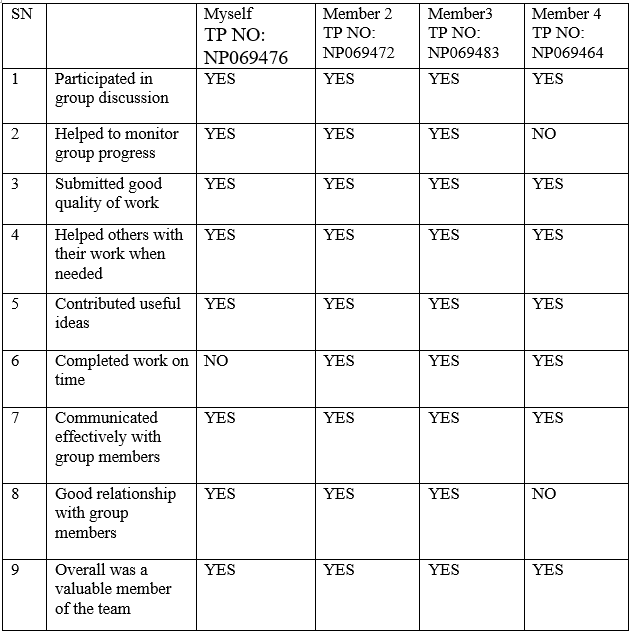 SN Myself Member 2 Member3 Member 4
TP NO: TP NO: TP NO: TP NO:
NP069476 NP069472 NP069483 NP069464
1 Participated in YES YES YES YES
group discussion
2 Helped to monitor YES YES YES NO
group progress
3 Submitted good YES YES YES YES
quality of work
4 Helped others with YES YES YES YES
their work when
needed
5 Contributed useful YES YES YES YES
ideas
6 Completed work on NO YES YES YES
time
7 Communicated YES YES YES YES
effectively with
group members
8 Good relationship YES YES YES NO
with group
members
9 Overall was a YES YES YES YES
valuable member
of the team